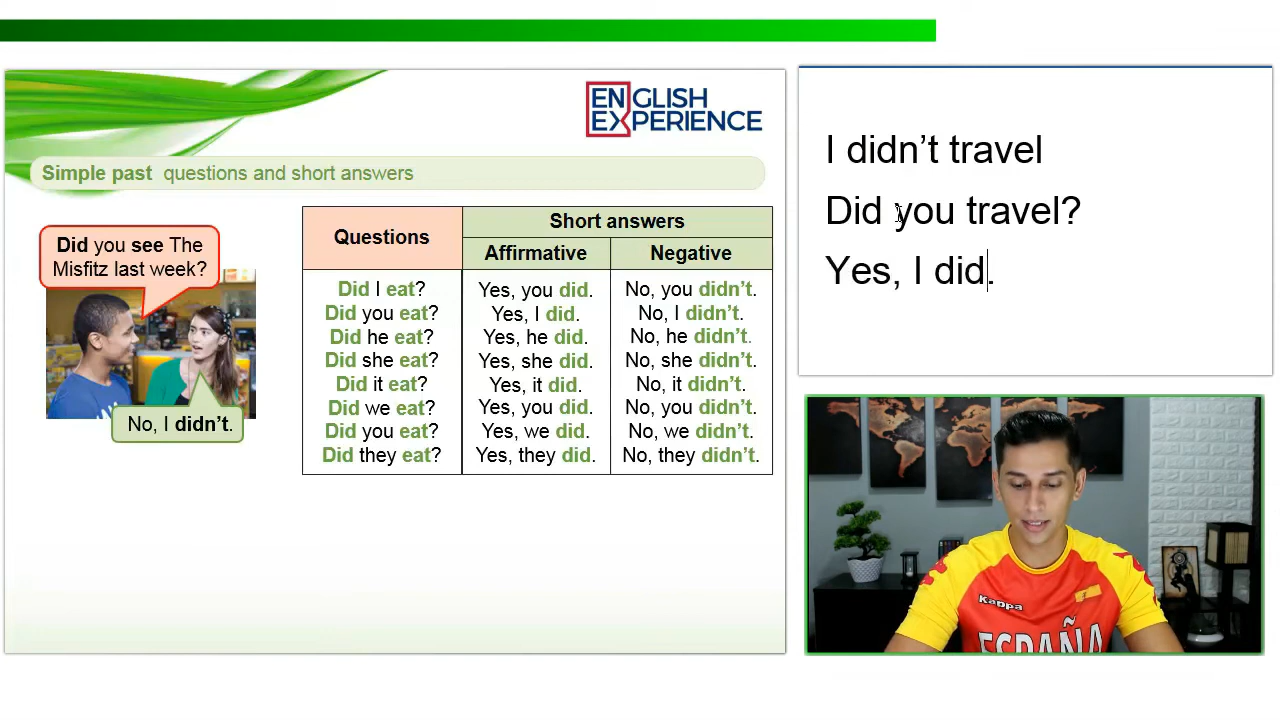 ENGLISH
EXPERIENCE
Simple past questions and short answers
Did you see The
Misfitz last week?
No, I didn't.
Questions
Short answers
Affirmative
Negative
Did I eat?
Yes, you did.
No, you didn't.
Did you eat?
Yes, I did.
No, I didn't.
Did he eat?
Yes, he did.
No, he didn't.
Did she eat?
Yes, she did.
No, she didn't.
Did it eat?
Yes, it did.
No, it didn't.
Did we eat?
Yes, you did.
No, you didn't.
Did you eat?
Yes, we did.
No, we didn't.
Did they eat?
Yes, they did.
No, they didn't.
I didn't travel
Did you travel?
Yes, I did.
Kappa
ESPAÑA